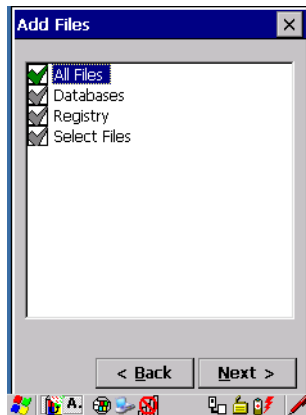 Add Files
All Files
Databases
Registry
Select Files
< Back
Next >
A.